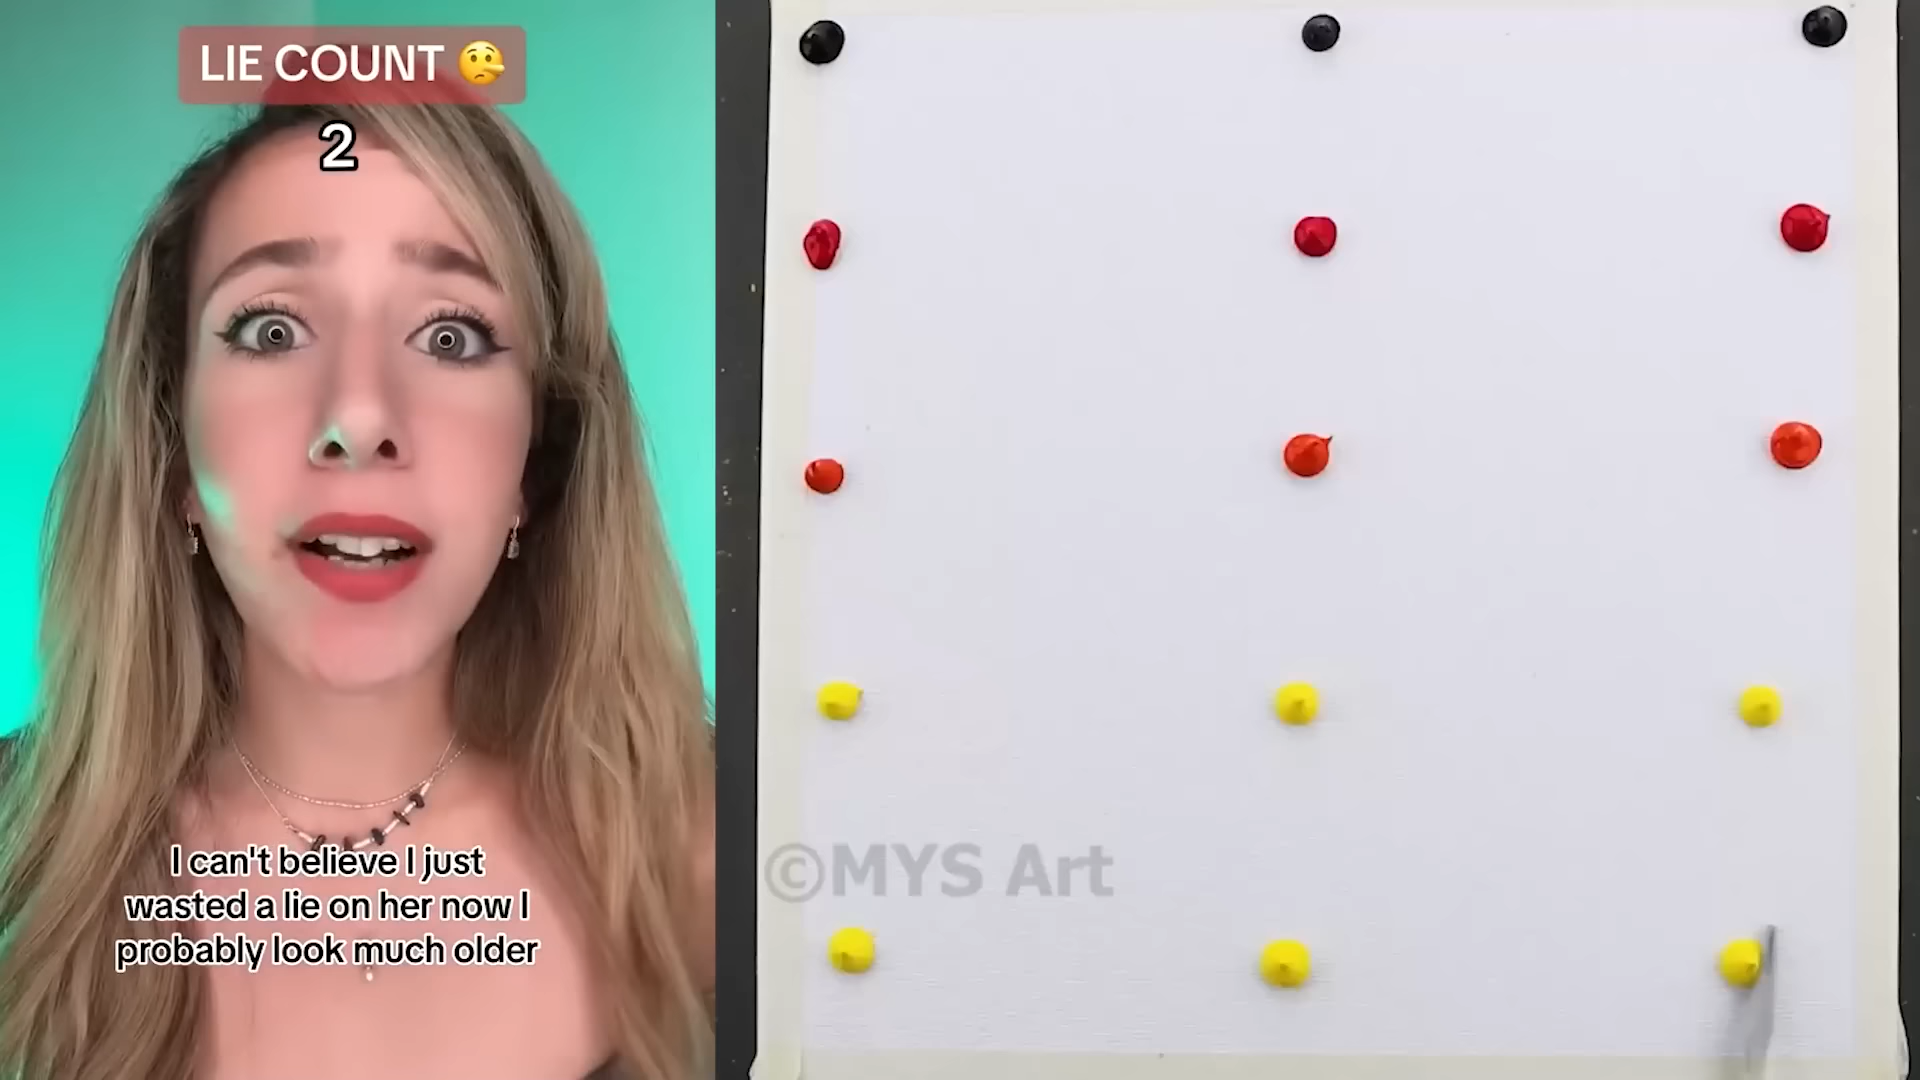 LIE COUNT 🤥
2
I can't believe I just
wasted a lie on her now I
probably look much older
©MYS Art